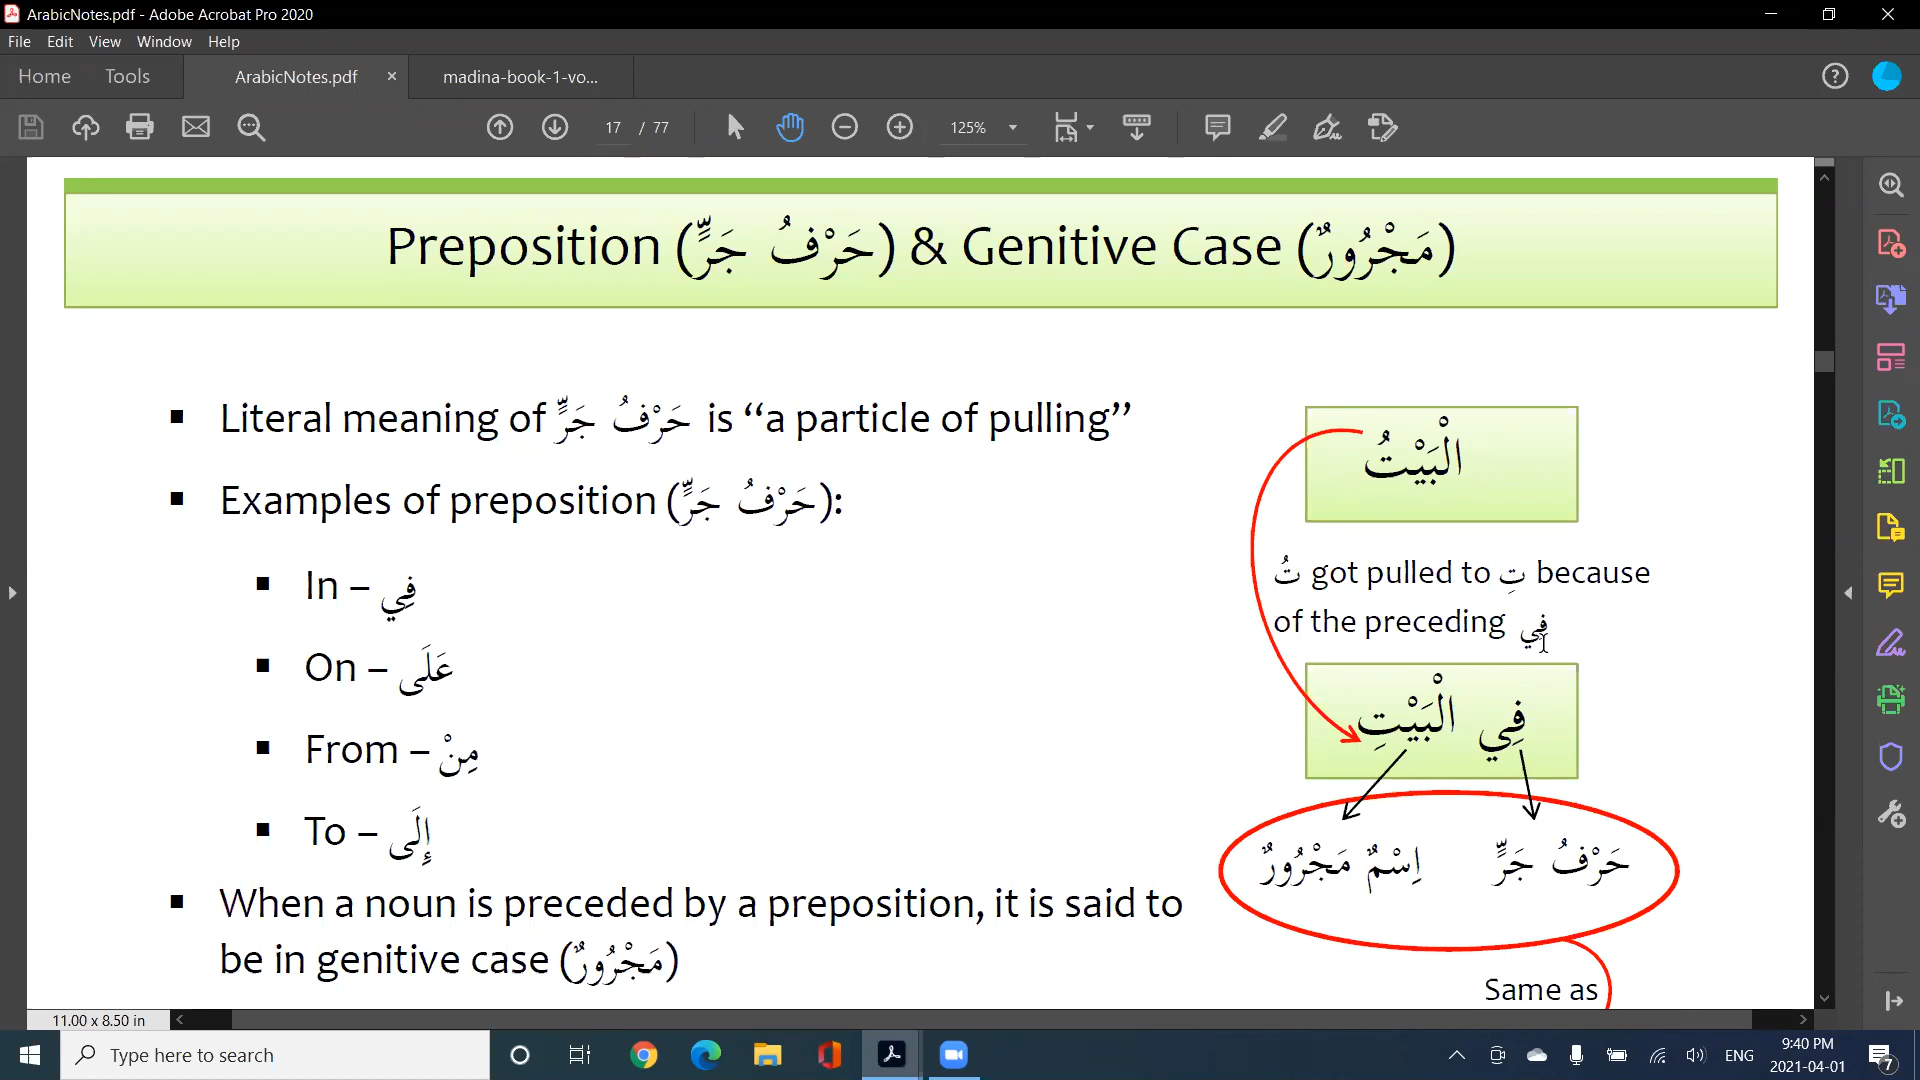 ArabicNotes.pdf - Adobe Acrobat Pro 2020
File Edit View Window Help
Home Tools ArabicNotes.pdf × madina-book-1-vo...
17 / 77 125%
Preposition (حَرْفُ جَرٍّ) & Genitive Case (مَجْرُورٌ)
▪ Literal meaning of حَرْفُ جَرٍّ is “a particle of pulling”
▪ Examples of preposition (حَرْفُ جَرٍّ):
▪ In – فِي
▪ On – عَلَى
▪ From – مِنْ
▪ To – إِلَى
▪ When a noun is preceded by a preposition, it is said to
be in genitive case (مَجْرُورٌ)
الْبَيْتُ
تُ got pulled to تِ because
of the preceding فِي
فِي الْبَيْتِ
حَرْفُ جَرٍّ اِسْمٌ مَجْرُورٌ
Same as
11.00 x 8.50 in
Type here to search
ENG
9:40 PM
2021-04-01
7